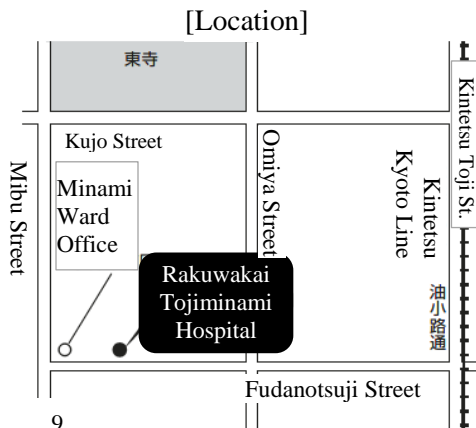 [Location]
東寺
Kintetsu Toji St.
Kujo Street
Omiya Street
Kintetsu
Kyoto Line
Mibu Street
Minami
Ward
Office
Rakuwakai
Tojiminami
Hospital
油小路通
Fudanotsuji Street
9